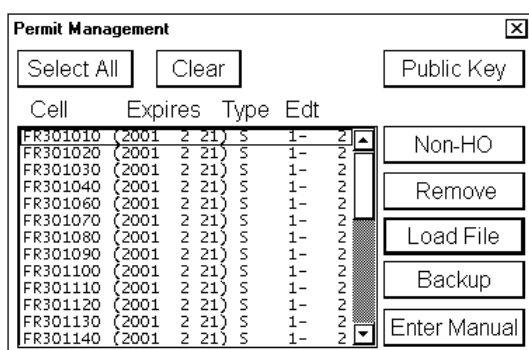 Permit Management
Select All Clear Public Key
Cell Expires Type Edt
FR301010 (2001 2 21) S 1- 2
FR301020 (2001 2 21) S 1- 2
FR301030 (2001 2 21) S 1- 2
FR301040 (2001 2 21) S 1- 2
FR301060 (2001 2 21) S 1- 2
FR301070 (2001 2 21) S 1- 2
FR301080 (2001 2 21) S 1- 2
FR301090 (2001 2 21) S 1- 2
FR301100 (2001 2 21) S 1- 2
FR301110 (2001 2 21) S 1- 2
FR301120 (2001 2 21) S 1- 2
FR301130 (2001 2 21) S 1- 2
FR301140 (2001 2 21) S 1- 2
Non-HO
Remove
Load File
Backup
Enter Manual